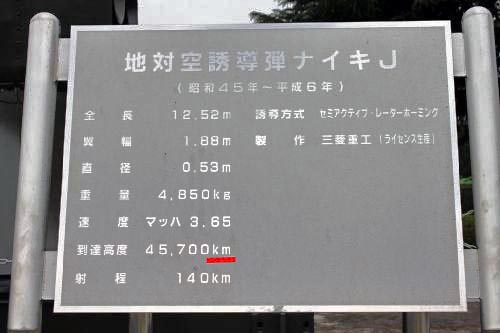 地対空誘導弾ナイキJ
(昭和45年~平成6年)
全長 12.52m
翼幅 1.88m
直径 0.53m
重量 4,850kg
速度 マッハ 3.65
到達高度 45,700km
射程 140km
誘導方式 セミアクティブ・レーターホーミング
製作 三菱重工(ライセンス生産)